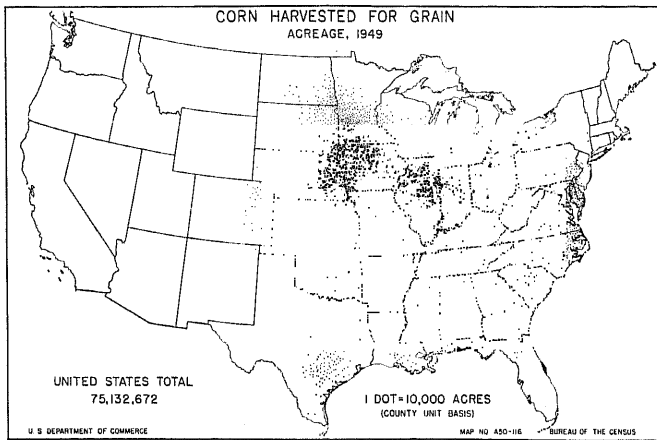 CORN HARVESTED FOR GRAIN
ACREAGE, 1949
UNITED STATES TOTAL
75,132,672
1 DOT=10,000 ACRES
(COUNTY UNIT BASIS)
U. S DEPARTMENT OF COMMERCE
MAP NO A50-116
BUREAU OF THE CENSUS